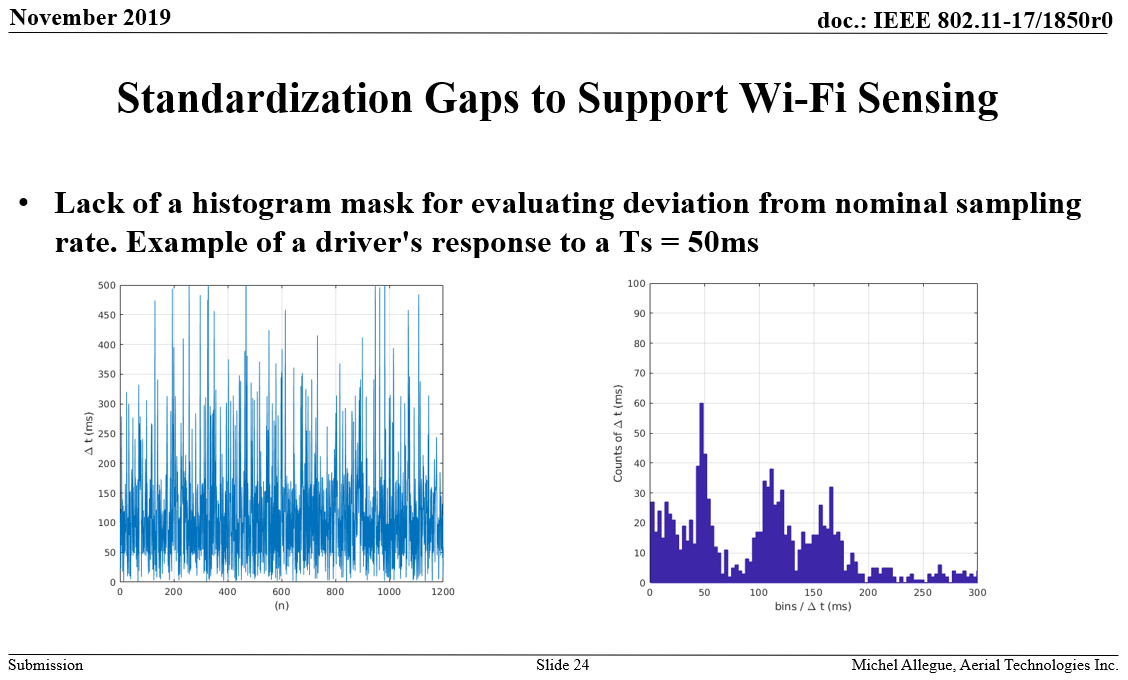 November 2019
doc.: IEEE 802.11-17/1850r0
Standardization Gaps to Support Wi-Fi Sensing
• Lack of a histogram mask for evaluating deviation from nominal sampling
rate. Example of a driver's response to a Ts = 50ms
500
450
400
350
300
250
200
150
100
50
0
Δ t (ms)
0 200 400 600 800 1000 1200
(n)
100
90
80
70
60
50
40
30
20
10
0
Counts of Δ t (ms)
0 50 100 150 200 250 300
bins / Δ t (ms)
Submission
Slide 24
Michel Allegue, Aerial Technologies Inc.